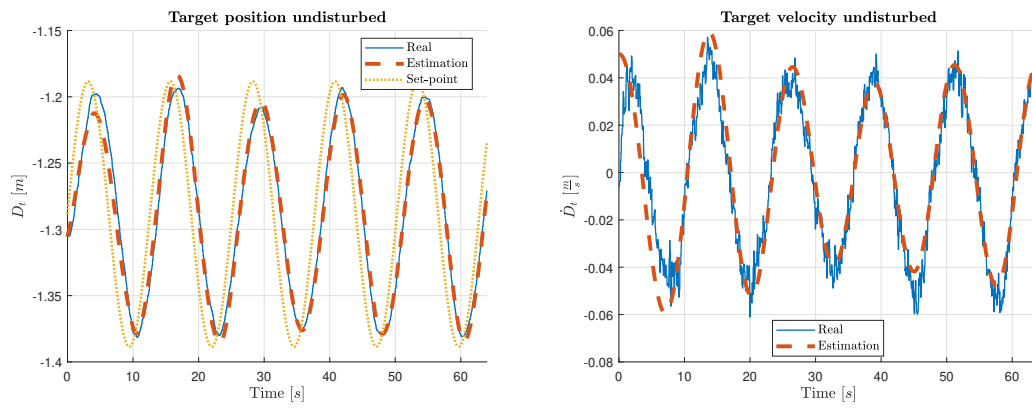 Target position undisturbed
-1.15
-1.2
-1.25
-1.3
-1.35
-1.4
0
10
20
30
40
50
60
D_t [m]
Time [s]
Real
Estimation
Set-point
Target velocity undisturbed
0.06
0.04
0.02
0
-0.02
-0.04
-0.06
-0.08
0
10
20
30
40
50
60
Ḋ_t [m/s]
Time [s]
Real
Estimation